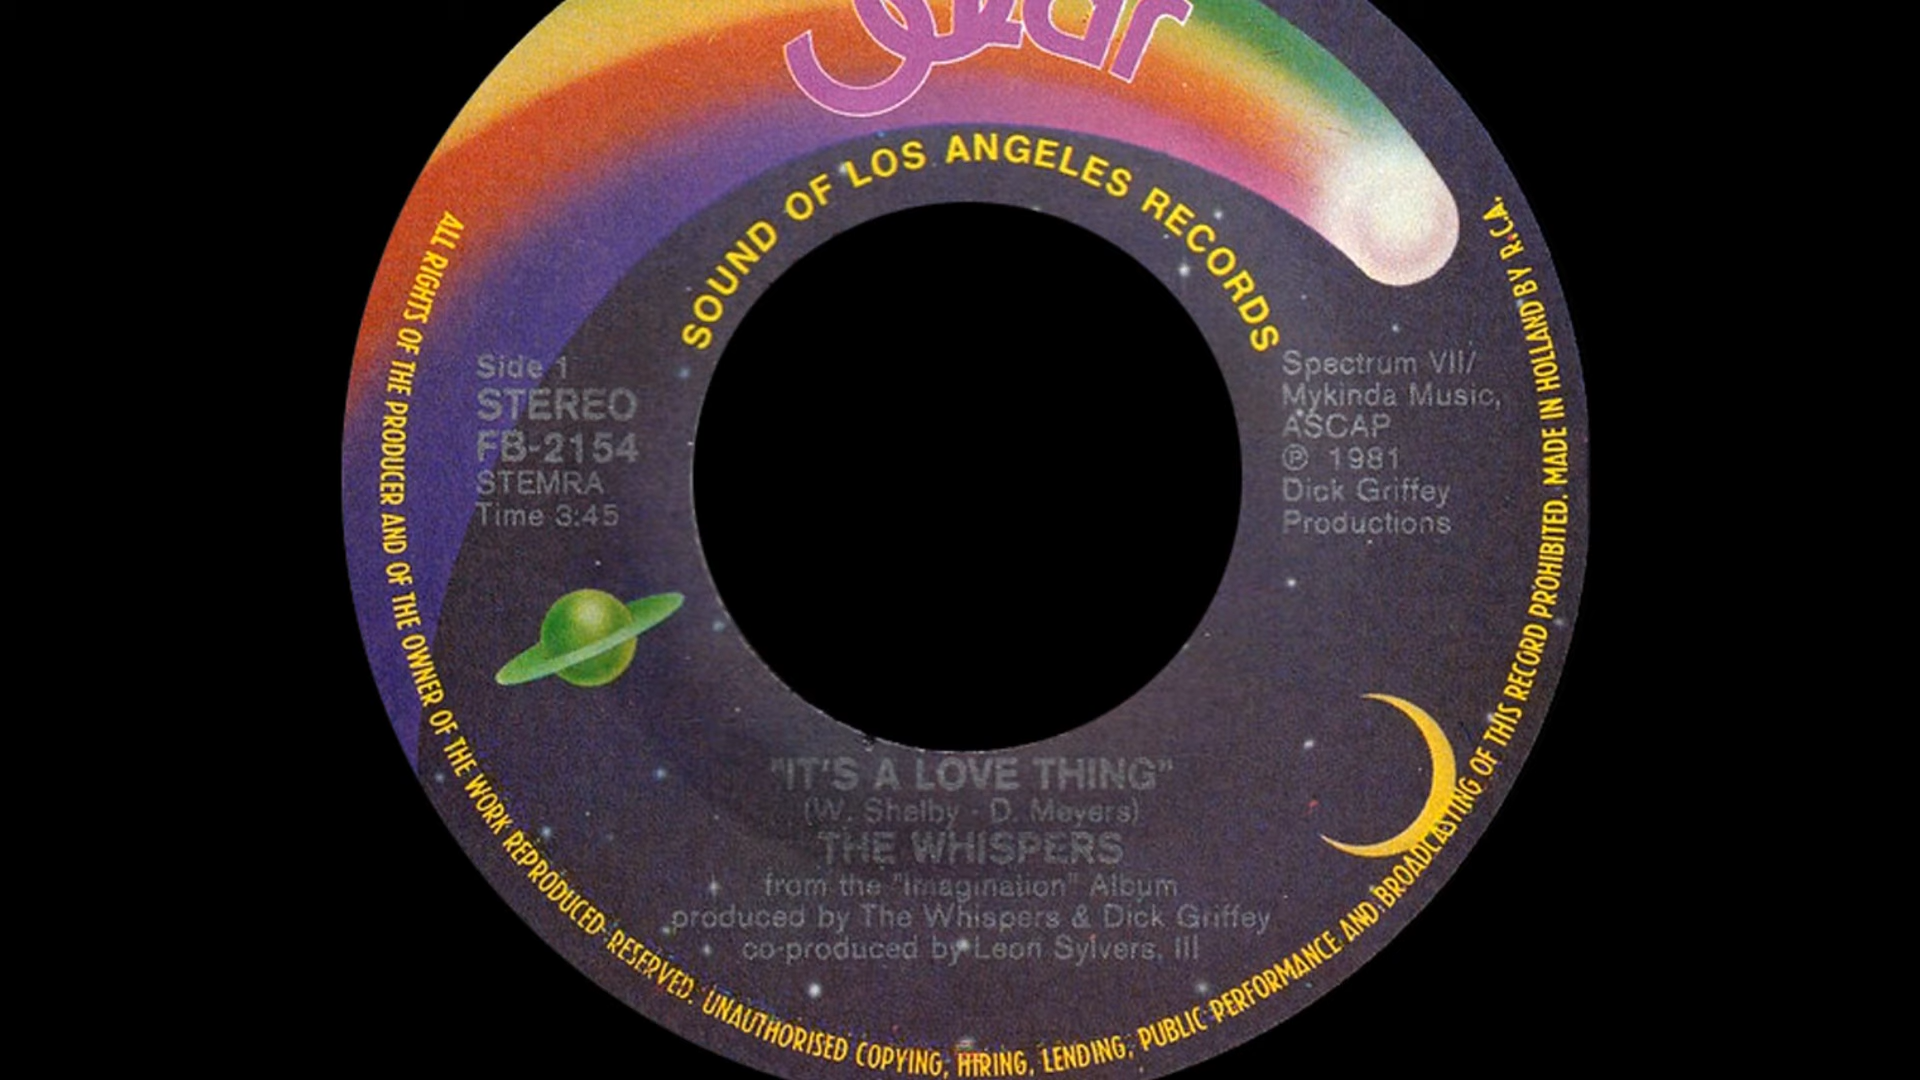 Solar
SOUND OF LOS ANGELES RECORDS
Side 1
STEREO
FB-2154
STEMRA
Time 3:45
Spectrum VII/
Mykinda Music,
ASCAP
℗ 1981
Dick Griffey
Productions
"IT'S A LOVE THING"
(W. Shelby - D. Meyers)
THE WHISPERS
from the "Imagination" Album
produced by The Whispers & Dick Griffey
co-produced by Leon Sylvers, III
ALL RIGHTS OF THE PRODUCER AND OF THE OWNER OF THE WORK REPRODUCED RESERVED. UNAUTHORISED COPYING, HIRING, LENDING, PUBLIC PERFORMANCE AND BROADCASTING OF THIS RECORD PROHIBITED. MADE IN HOLLAND BY R.C.A.